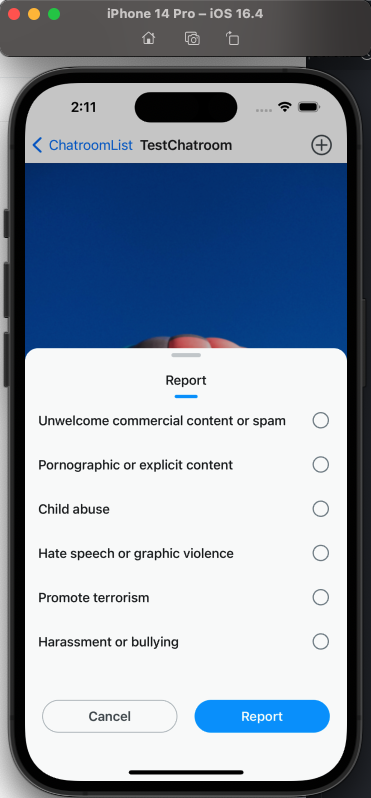 iPhone 14 Pro – iOS 16.4
2:11
ChatroomList TestChatroom
Report
Unwelcome commercial content or spam
Pornographic or explicit content
Child abuse
Hate speech or graphic violence
Promote terrorism
Harassment or bullying
Cancel Report